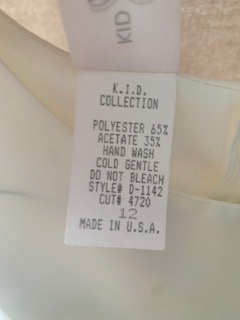 KID
K.I.D.
COLLECTION
POLYESTER 65%
ACETATE 35%
HAND WASH
COLD GENTLE
DO NOT BLEACH
STYLE# D-1142
CUT# 4720
12
MADE IN U.S.A.